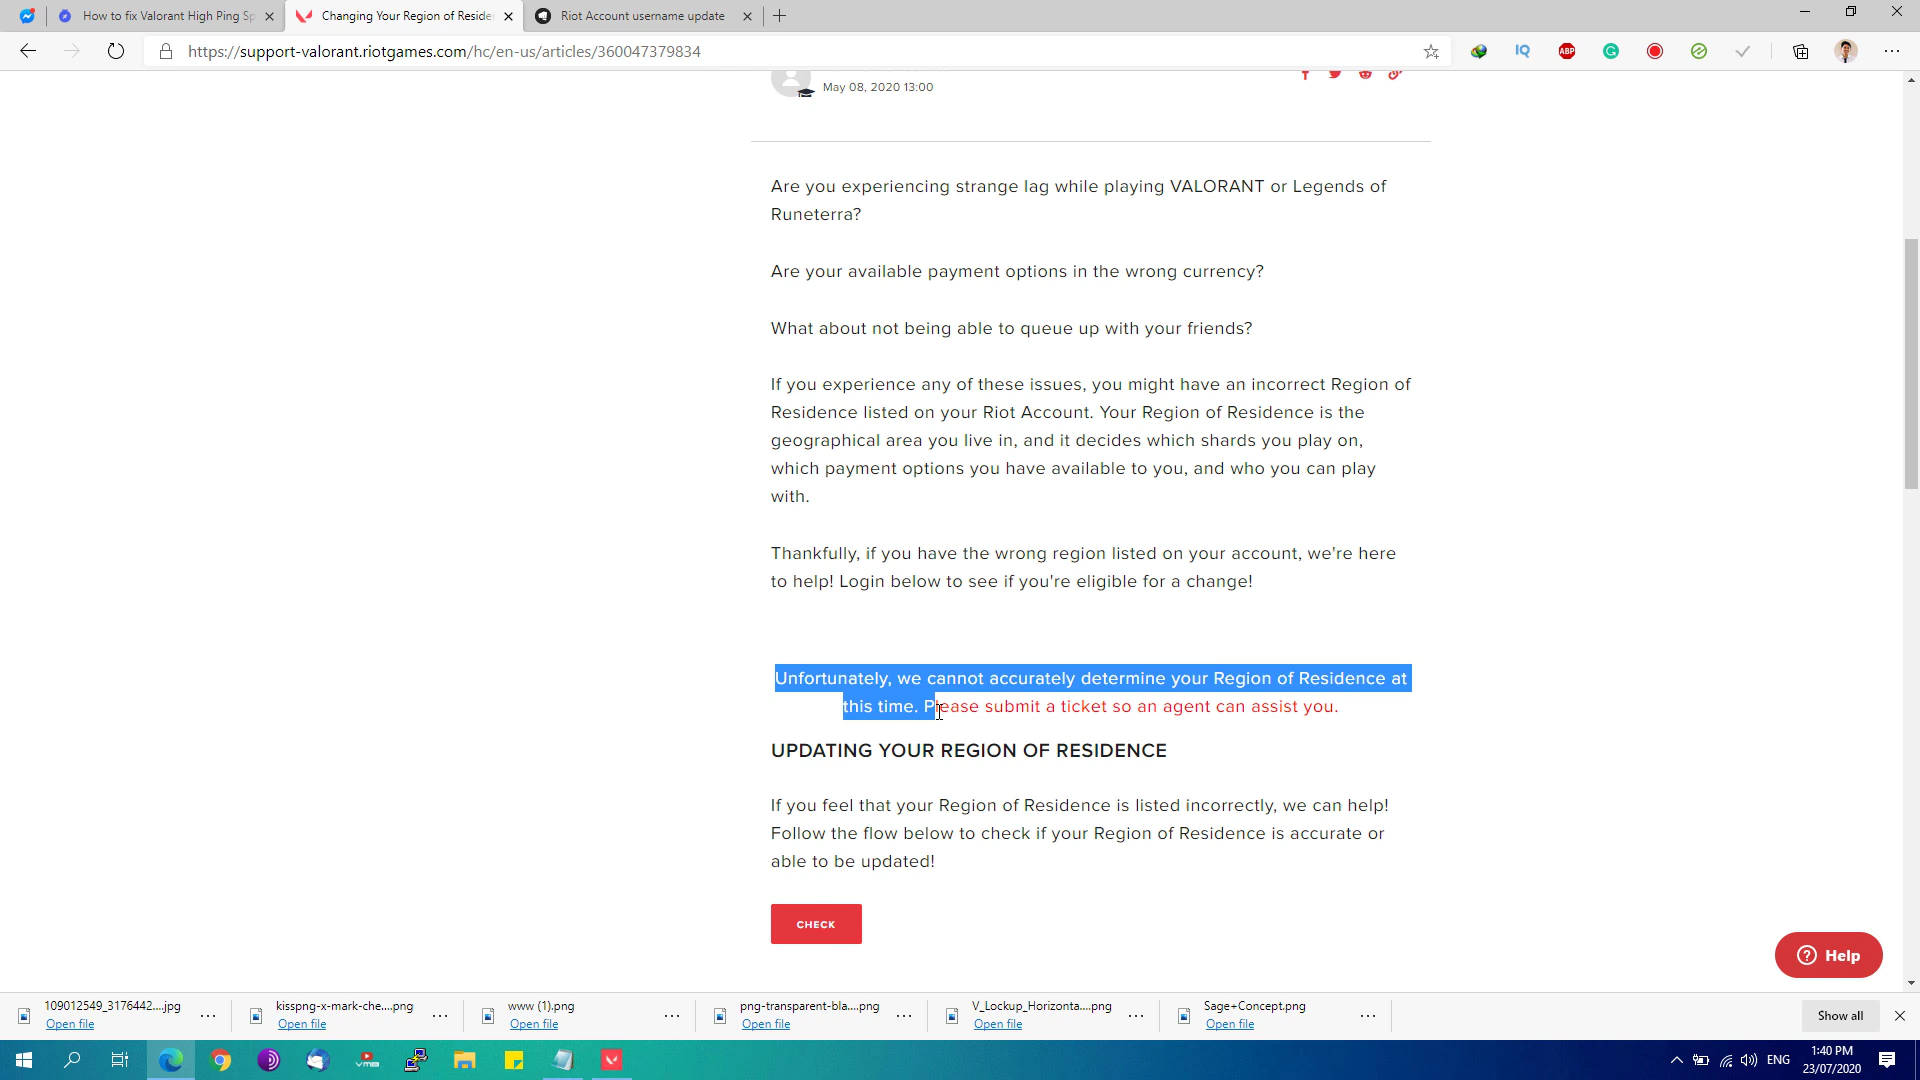 How to fix Valorant High Ping Sp
Changing Your Region of Reside
Riot Account username update
https://support-valorant.riotgames.com/hc/en-us/articles/360047379834
IQ
ABP
May 08, 2020 13:00
Are you experiencing strange lag while playing VALORANT or Legends of
Runeterra?
Are your available payment options in the wrong currency?
What about not being able to queue up with your friends?
If you experience any of these issues, you might have an incorrect Region of
Residence listed on your Riot Account. Your Region of Residence is the
geographical area you live in, and it decides which shards you play on,
which payment options you have available to you, and who you can play
with.
Thankfully, if you have the wrong region listed on your account, we're here
to help! Login below to see if you're eligible for a change!
Unfortunately, we cannot accurately determine your Region of Residence at
this time. Please submit a ticket so an agent can assist you.
UPDATING YOUR REGION OF RESIDENCE
If you feel that your Region of Residence is listed incorrectly, we can help!
Follow the flow below to check if your Region of Residence is accurate or
able to be updated!
CHECK
Help
109012549_3176442....jpg
Open file
kisspng-x-mark-che....png
Open file
www (1).png
Open file
png-transparent-bla....png
Open file
V_Lockup_Horizonta....png
Open file
Sage+Concept.png
Open file
Show all
ENG
1:40 PM
23/07/2020